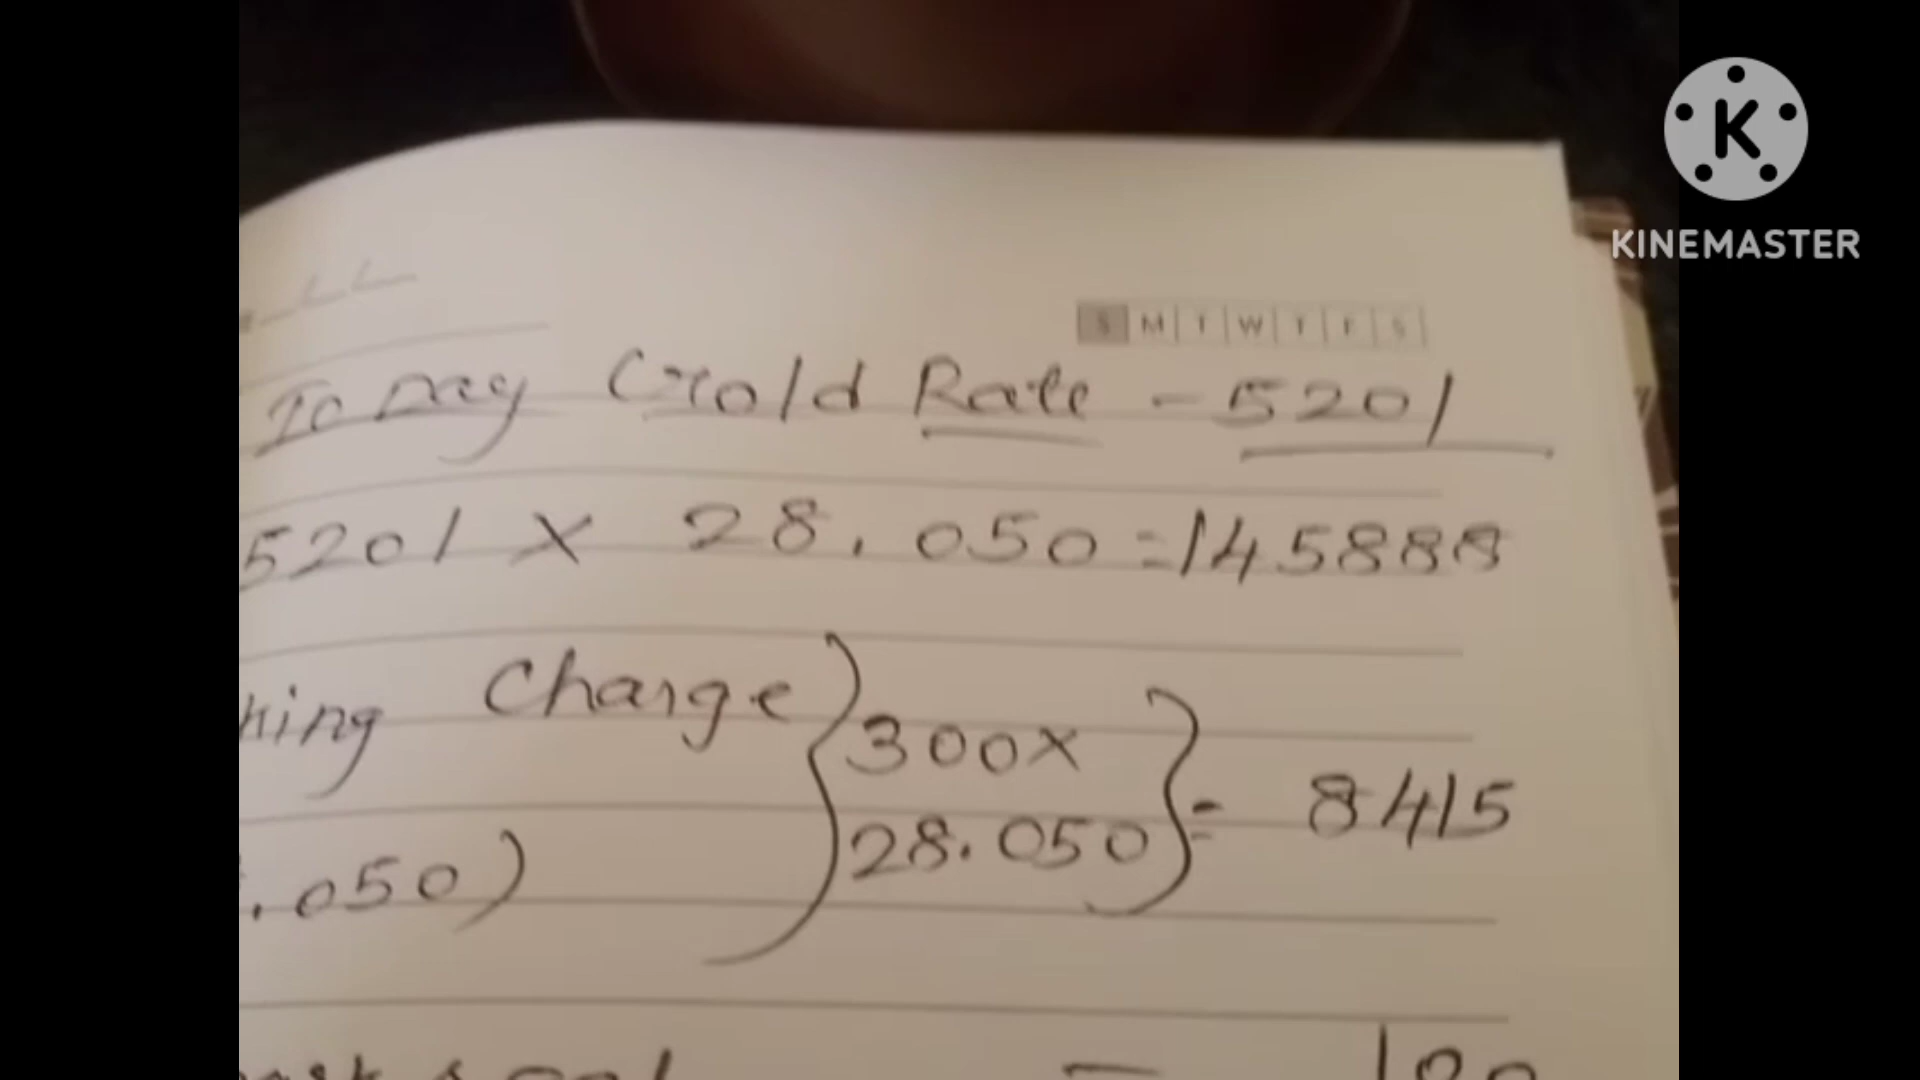 K
KINEMASTER
S M T W T F S
To Day Gold Rate - 5201
5201 X 28.050 = 145888
king Charge } 300x
28.050 } = 8415
.050)